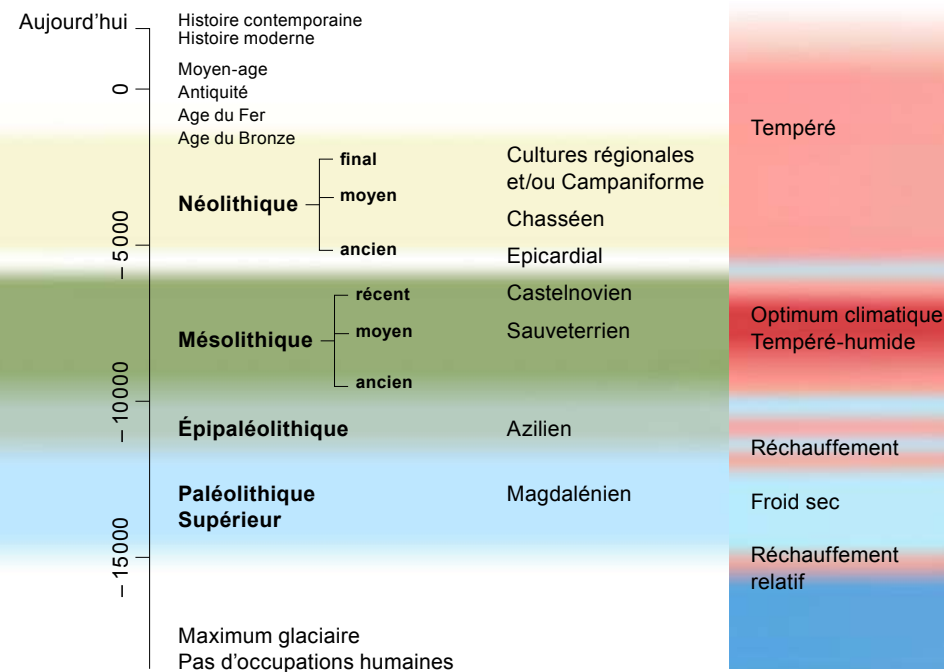 Aujourd'hui
Histoire contemporaine
Histoire moderne
Moyen-age
0
Antiquité
Age du Fer
Age du Bronze
Tempéré
final
Cultures régionales
et/ou Campaniforme
Néolithique
moyen
Chasséen
– 5 000
ancien
Epicardial
récent
Castelnovien
Optimum climatique
Tempéré-humide
Mésolithique
moyen
Sauveterrien
ancien
– 10000
Épipaléolithique
Azilien
Réchauffement
Paléolithique
Supérieur
Magdalénien
Froid sec
– 15000
Réchauffement
relatif
Maximum glaciaire
Pas d'occupations humaines